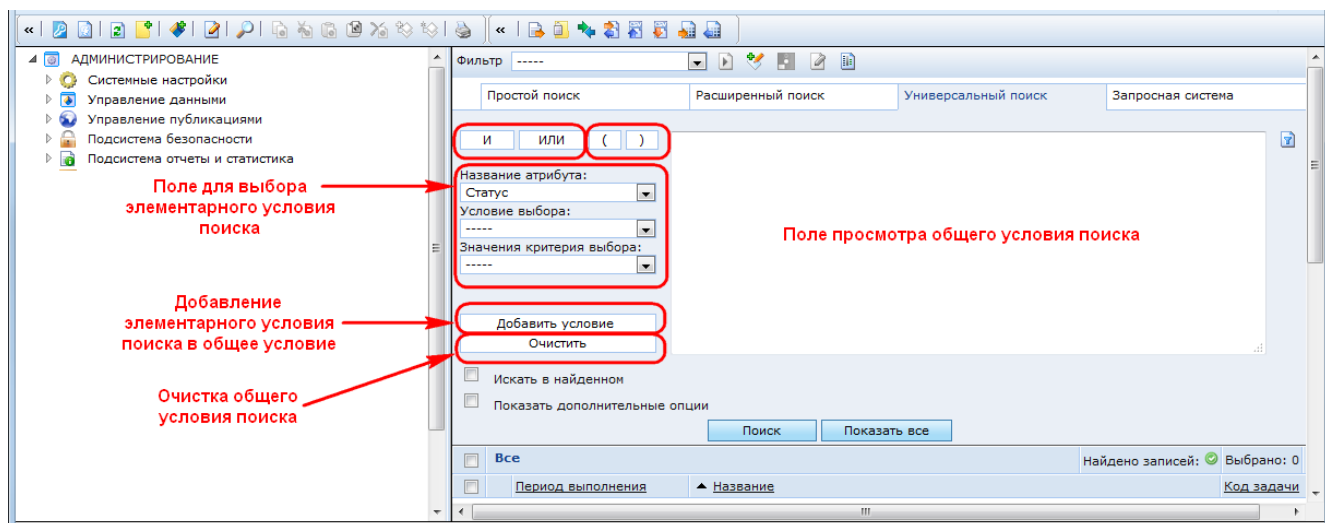 «
«
АДМИНИСТРИРОВАНИЕ
Системные настройки
Управление данными
Управление публикациями
Подсистема безопасности
Подсистема отчеты и статистика
Поле для выбора
элементарного условия
поиска
Добавление
элементарного условия
поиска в общее условие
Очистка общего
условия поиска
Фильтр -----
Простой поиск Расширенный поиск Универсальный поиск Запросная система
И ИЛИ ( )
Название атрибута:
Статус
Условие выбора:
-----
Значения критерия выбора:
-----
Поле просмотра общего условия поиска
Добавить условие
Очистить
Искать в найденном
Показать дополнительные опции
Поиск Показать все
Все Найдено записей: Выбрано: 0
Период выполнения Название Код задачи